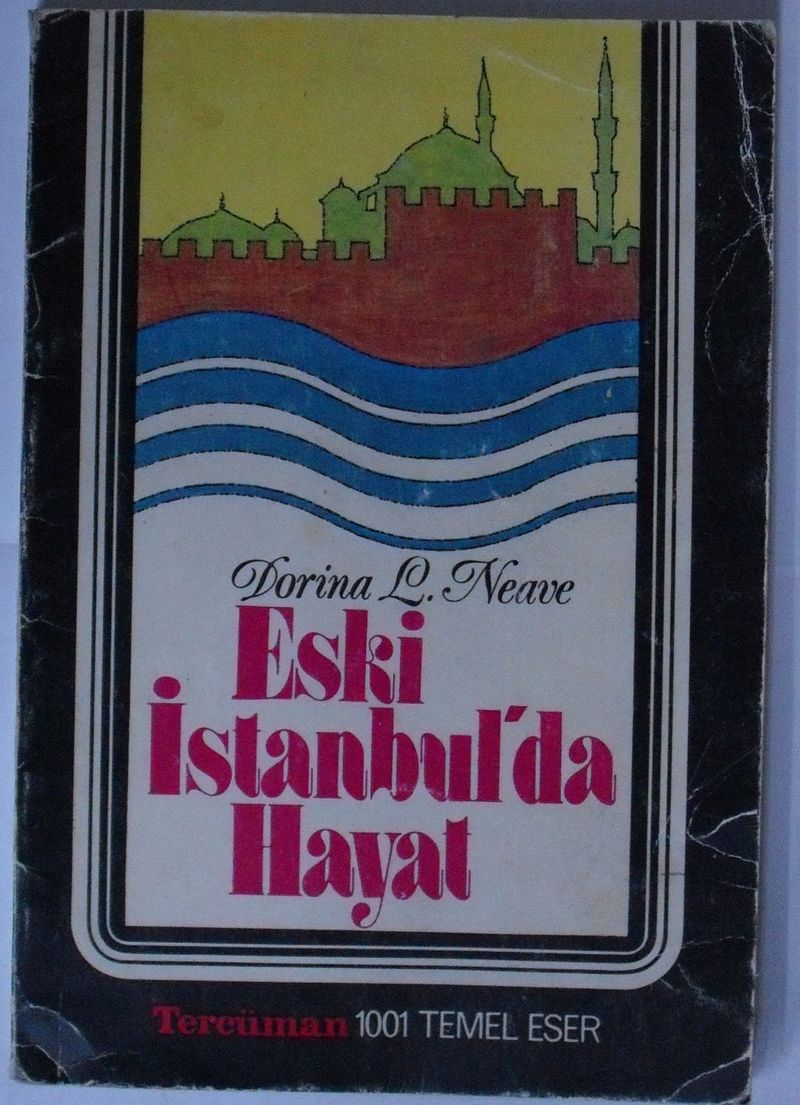 Dorina L. Neave
Eski
İstanbul'da
Hayat
Tercüman 1001 TEMEL ESER